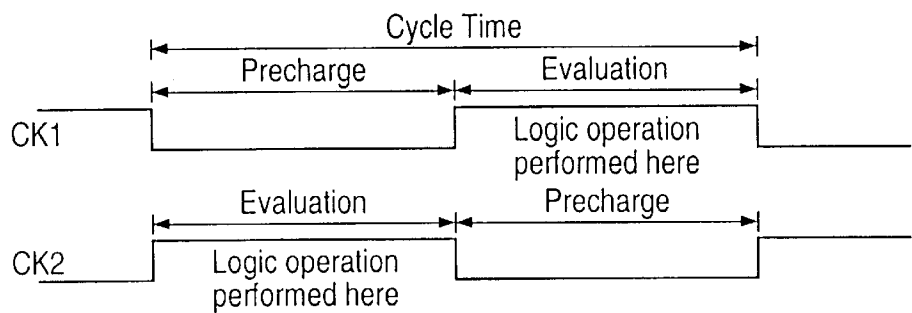 Cycle Time
Precharge
Evaluation
CK1
Logic operation
performed here
Evaluation
Precharge
CK2
Logic operation
performed here